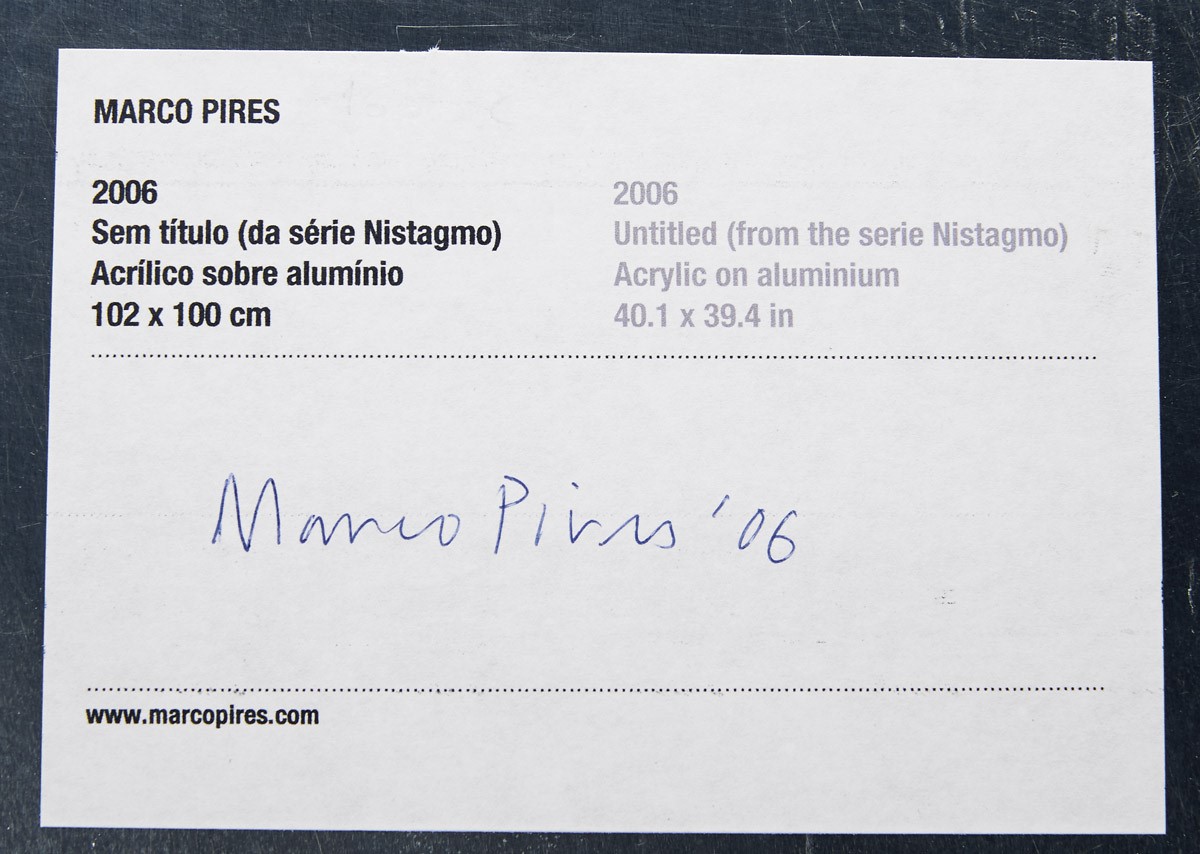 MARCO PIRES
2006
Sem título (da série Nistagmo)
Acrílico sobre alumínio
102 x 100 cm
2006
Untitled (from the serie Nistagmo)
Acrylic on aluminium
40.1 x 39.4 in
Marco Pires '06
www.marcopires.com